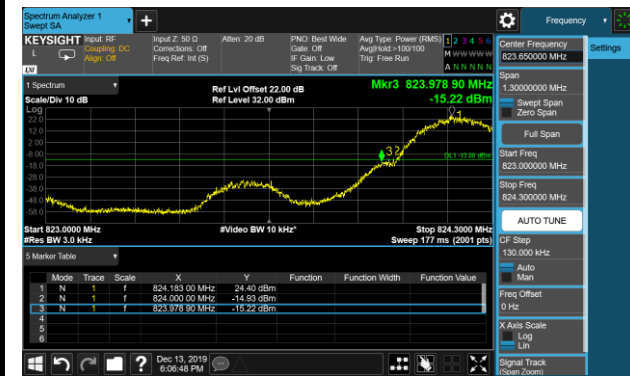 Spectrum Analyzer 1
Swept SA
+
Frequency
KEYSIGHT
L
LXI
Input: RF
Coupling: DC
Align: Off
Input Z: 50 Ω
Corrections: Off
Freq Ref: Int (S)
Atten: 20 dB
PNO: Best Wide
Gate: Off
IF Gain: Low
Sig Track: Off
Avg Type: Power (RMS)
Avg|Hold:>100/100
Trig: Free Run
1 2 3 4 5 6
M W W W W W
A N N N N N
1 Spectrum
Scale/Div 10 dB
Ref Lvl Offset 22.00 dB
Ref Level 32.00 dBm
Mkr3 823.978 90 MHz
-15.22 dBm
Log
22.0
12.0
2.00
-8.00
-18.0
-28.0
-38.0
-48.0
-58.0
1
32
DL1 -13.00 dBm
Start 823.0000 MHz
#Res BW 3.0 kHz
#Video BW 10 kHz*
Stop 824.3000 MHz
Sweep 177 ms (2001 pts)
5 Marker Table
Mode Trace Scale X Y Function Function Width Function Value
1 N 1 f 824.183 00 MHz 24.40 dBm
2 N 1 f 824.000 00 MHz -14.93 dBm
3 N 1 f 823.978 90 MHz -15.22 dBm
4
5
6
?
Dec 13, 2019
6:06:48 PM
Settings
Center Frequency
823.650000 MHz
Span
1.30000000 MHz
Swept Span
Zero Span
Full Span
Start Freq
823.000000 MHz
Stop Freq
824.300000 MHz
AUTO TUNE
CF Step
130.000 kHz
Auto
Man
Freq Offset
0 Hz
X Axis Scale
Log
Lin
Signal Track
(Span Zoom)